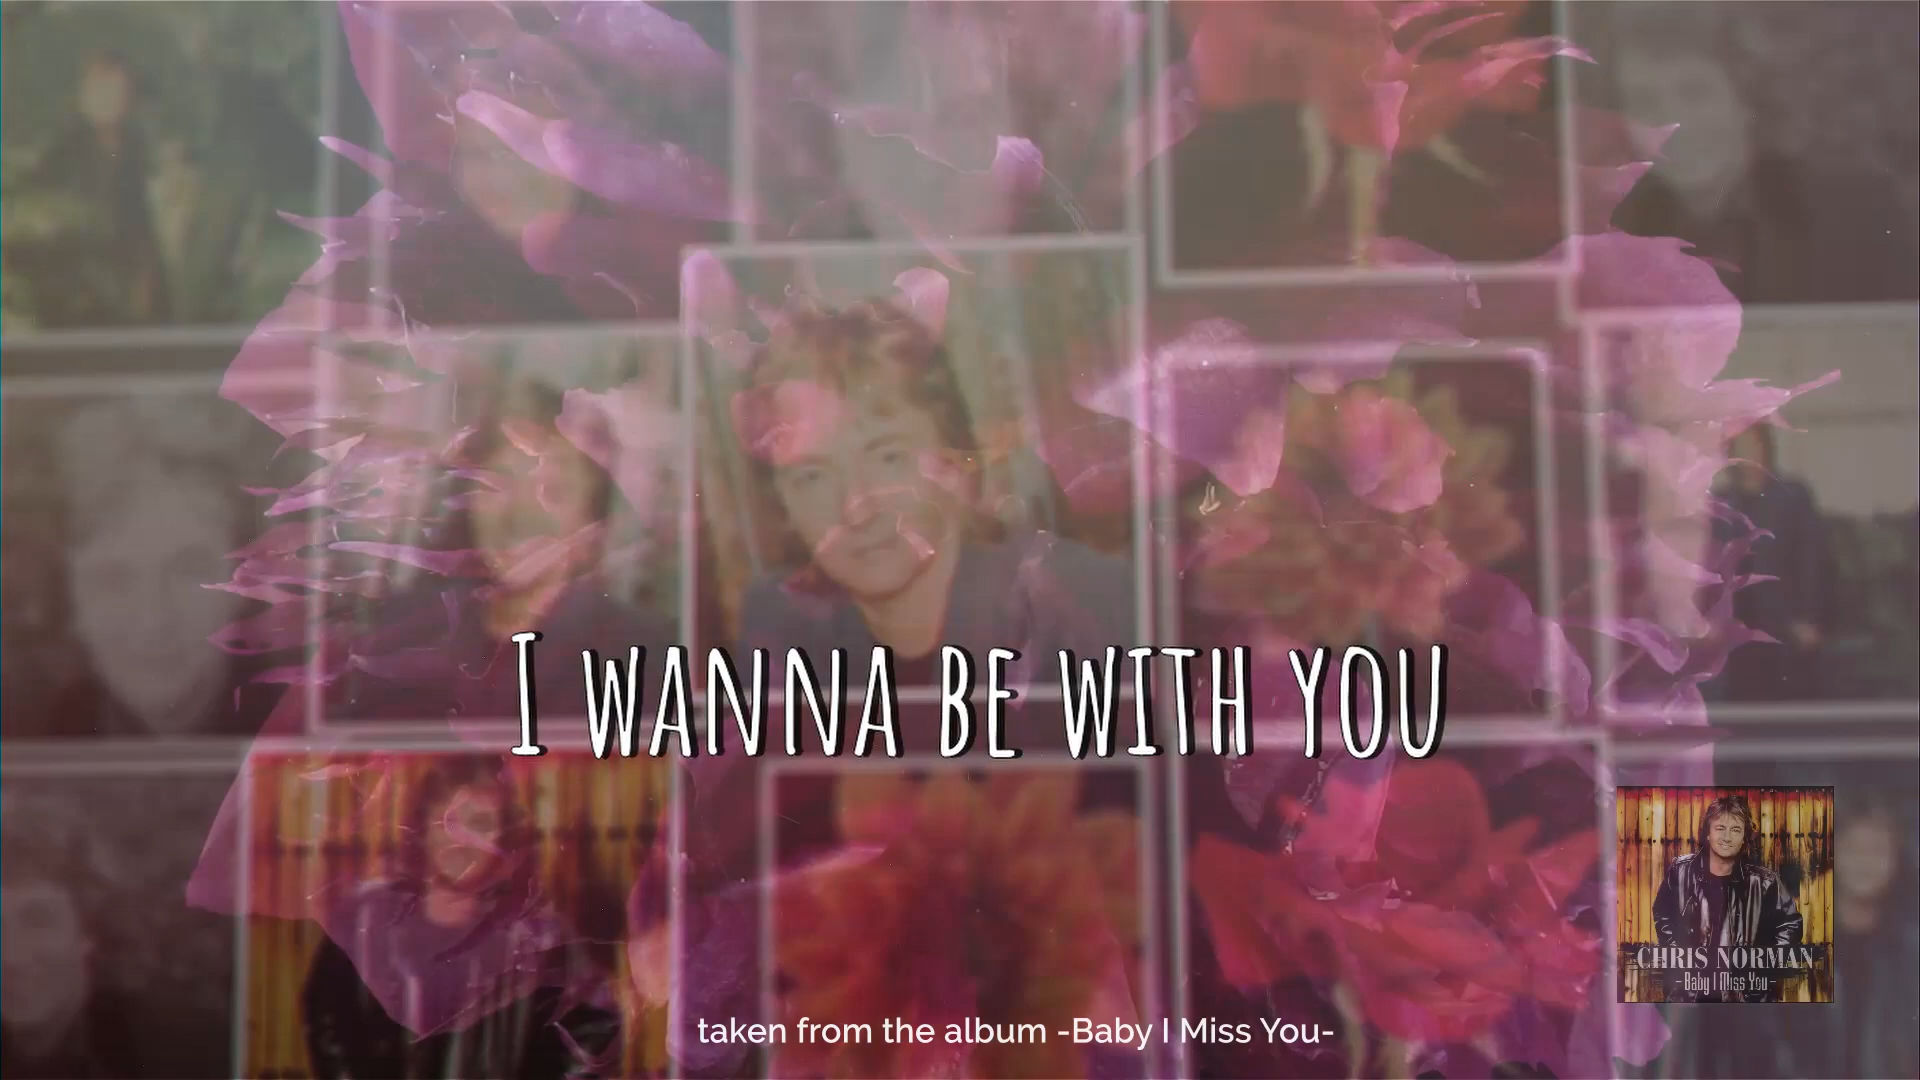 I WANNA BE WITH YOU
CHRIS NORMAN
-Baby I Miss You-
taken from the album -Baby I Miss You-